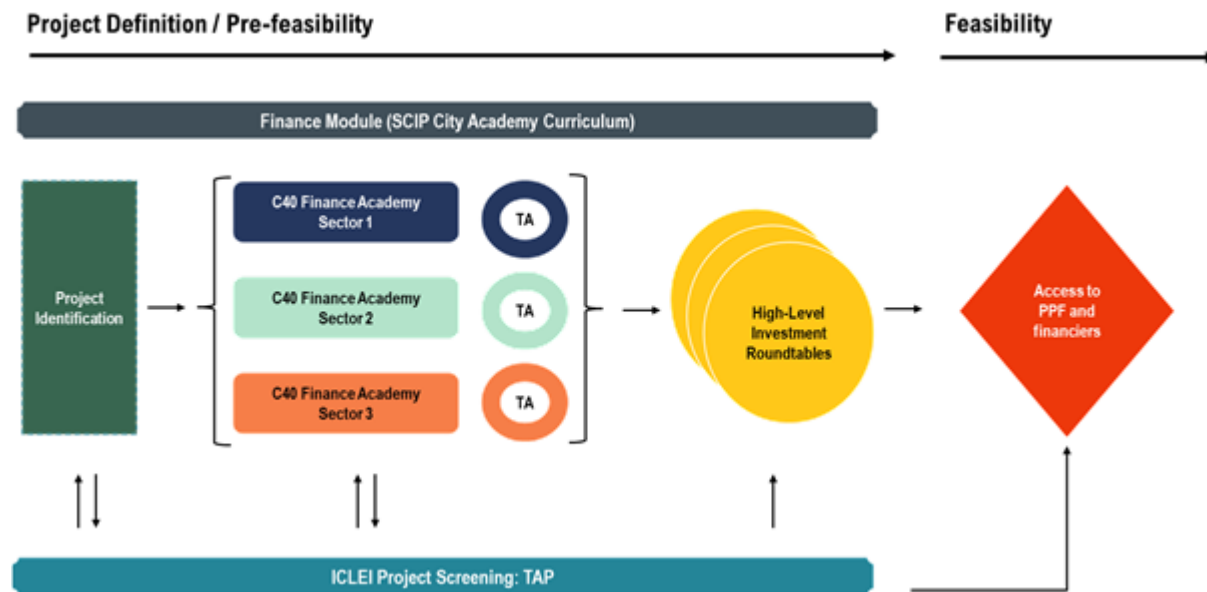 Project Definition / Pre-feasibility
Feasibility
Finance Module (SCIP City Academy Curriculum)
Project
Identification
C40 Finance Academy
Sector 1
TA
C40 Finance Academy
Sector 2
TA
C40 Finance Academy
Sector 3
TA
High-Level
Investment
Roundtables
Access to
PPF and
financiers
ICLEI Project Screening: TAP